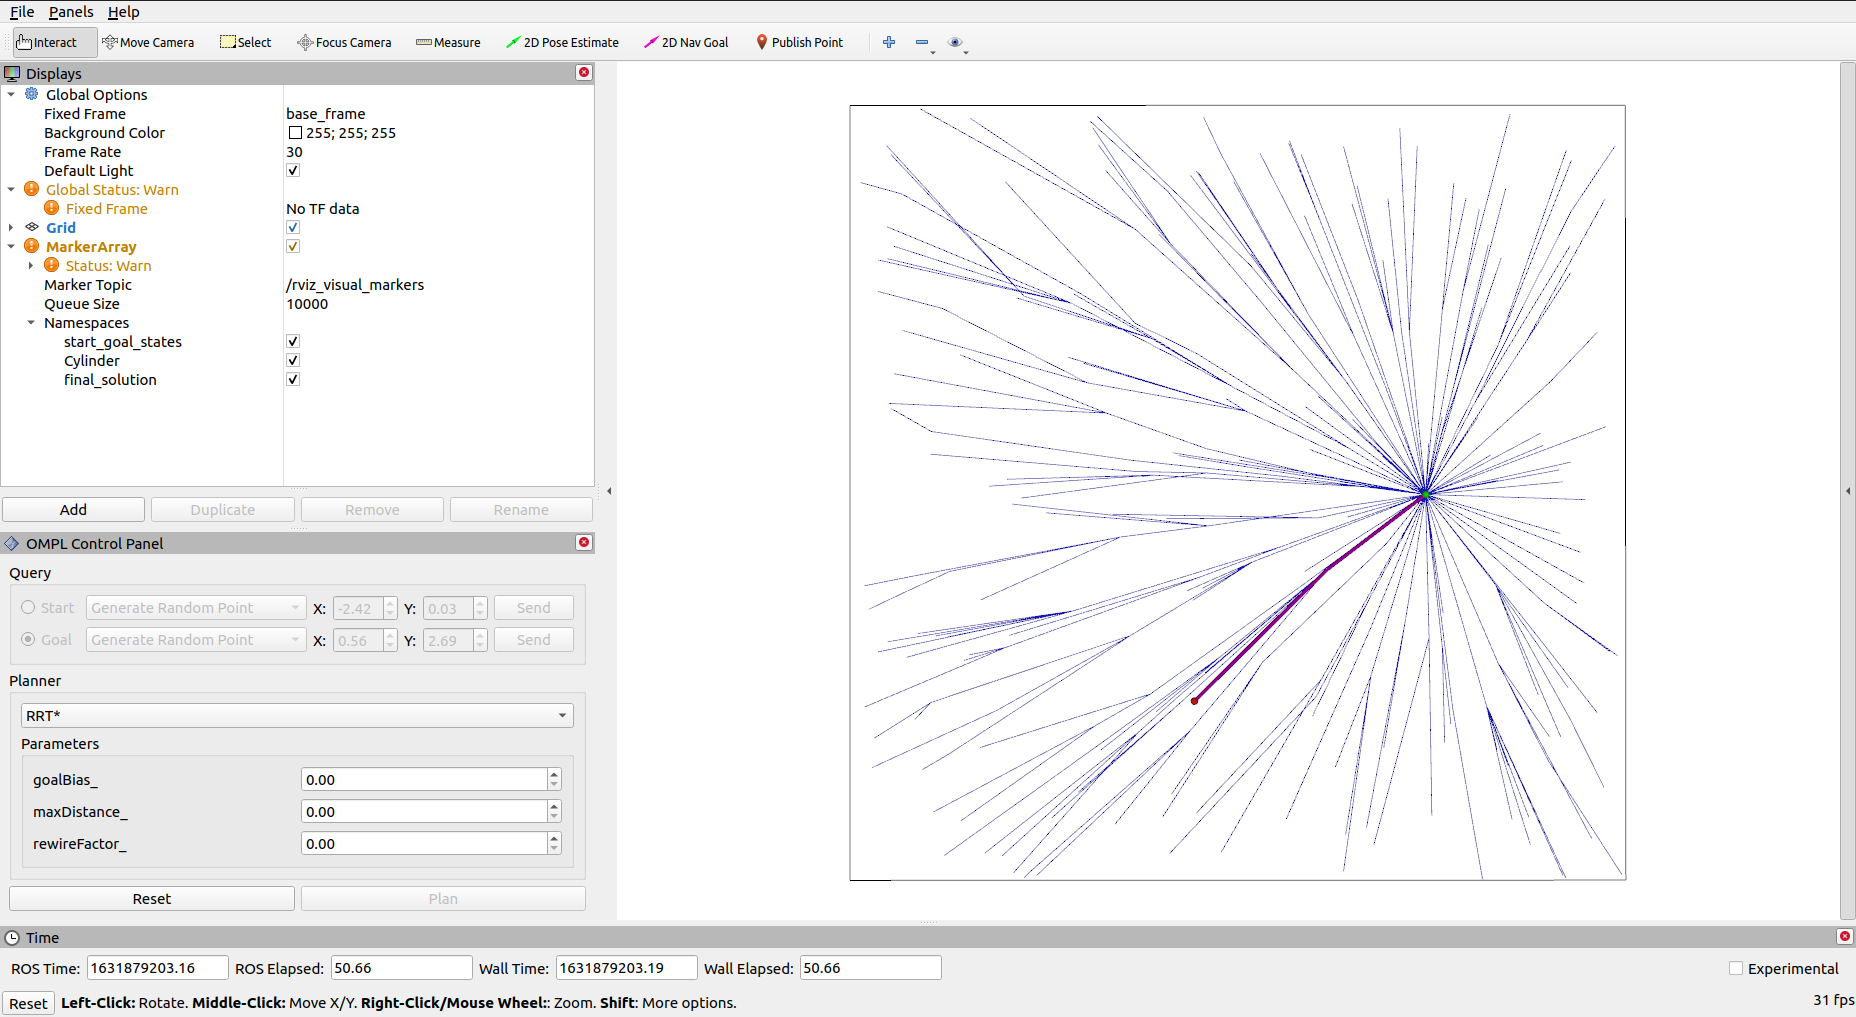 File Panels Help
Interact Move Camera Select Focus Camera Measure 2D Pose Estimate 2D Nav Goal Publish Point
Displays
Global Options
Fixed Frame base_frame
Background Color 255; 255; 255
Frame Rate 30
Default Light
Global Status: Warn
Fixed Frame No TF data
Grid
MarkerArray
Status: Warn
Marker Topic /rviz_visual_markers
Queue Size 10000
Namespaces
start_goal_states
Cylinder
final_solution
Add Duplicate Remove Rename
OMPL Control Panel
Query
Start Generate Random Point X: -2.42 Y: 0.03 Send
Goal Generate Random Point X: 0.56 Y: 2.69 Send
Planner
RRT*
Parameters
goalBias_ 0.00
maxDistance_ 0.00
rewireFactor_ 0.00
Reset Plan
Time
ROS Time: 1631879203.16 ROS Elapsed: 50.66 Wall Time: 1631879203.19 Wall Elapsed: 50.66 Experimental
Reset Left-Click: Rotate. Middle-Click: Move X/Y. Right-Click/Mouse Wheel:: Zoom. Shift: More options. 31 fps